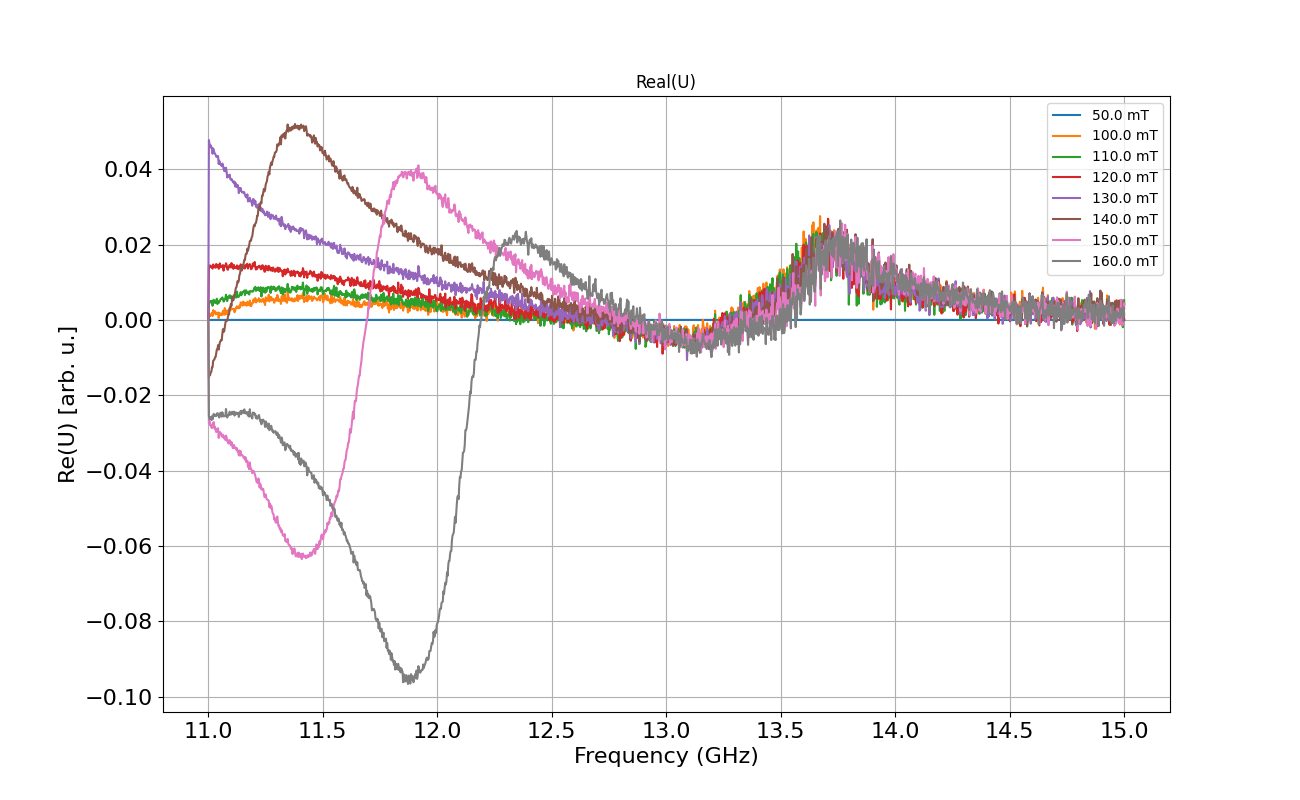 Real(U)
50.0 mT
100.0 mT
110.0 mT
120.0 mT
130.0 mT
140.0 mT
150.0 mT
160.0 mT
0.04
0.02
0.00
−0.02
−0.04
−0.06
−0.08
−0.10
Re(U) [arb. u.]
11.0 11.5 12.0 12.5 13.0 13.5 14.0 14.5 15.0
Frequency (GHz)